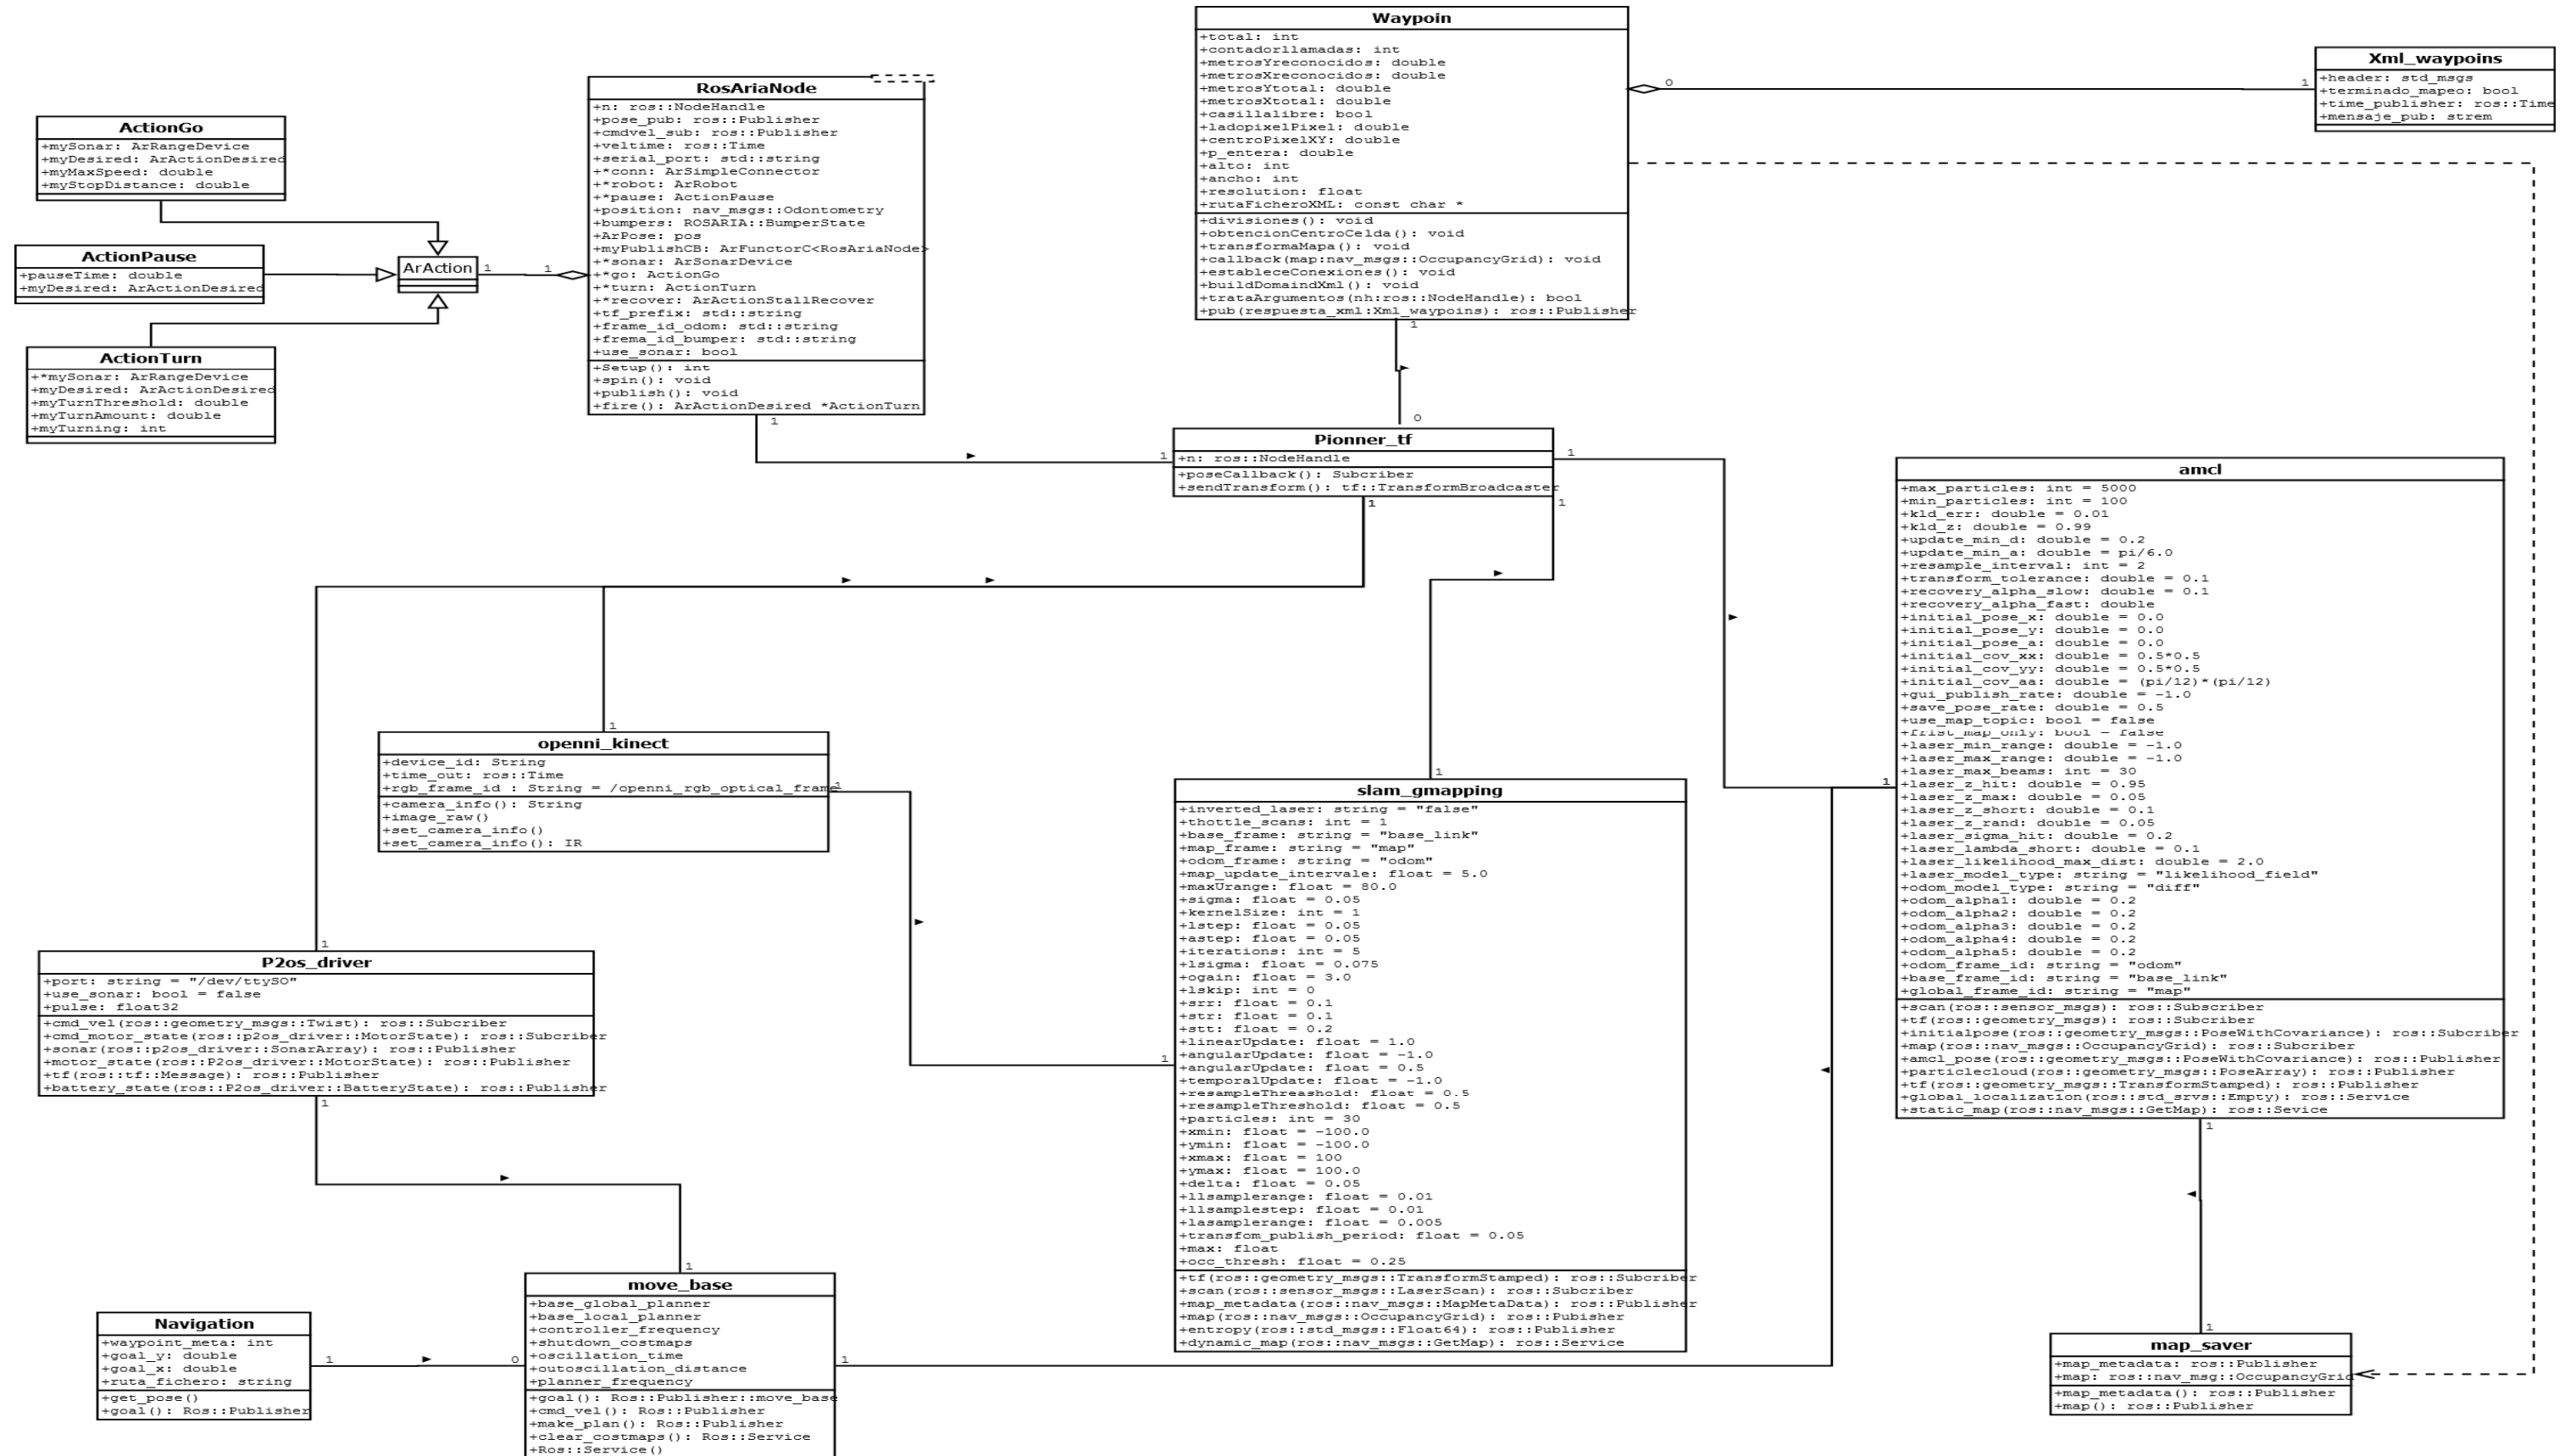 Waypoin
+total: int
+contadorllamadas: int
+metrosYreconocidos: double
+metrosXreconocidos: double
+metrosYtotal: double
+metrosXtotal: double
+casillalibre: bool
+ladopixelPixel: double
+centroPixelXY: double
+p_entera: double
+alto: int
+ancho: int
+resolution: float
+rutaFicheroXML: const char *
+divisiones(): void
+obtencionCentroCelda(): void
+transformaMapa(): void
+callback(map:nav_msgs::OccupancyGrid): void
+estableceConexiones(): void
+buildDomaindXml(): void
+trataArgumentos(nh:ros::NodeHandle): bool
+pub(respuesta_xml:Xml_waypoins): ros::Publisher
0
1
1
0
Xml_waypoins
+header: std_msgs
+terminado_mapeo: bool
+time_publisher: ros::Time
+mensaje_pub: strem
RosAriaNode
+n: ros::NodeHandle
+pose_pub: ros::Publisher
+cmdvel_sub: ros::Publisher
+veltime: ros::Time
+serial_port: std::string
+*conn: ArSimpleConnector
+*robot: ArRobot
+*pause: ActionPause
+position: nav_msgs::Odontometry
+bumpers: ROSARIA::BumperState
+ArPose: pos
+myPublishCB: ArFunctorC<RosAriaNode>
+*sonar: ArSonarDevice
+*go: ActionGo
+*turn: ActionTurn
+*recover: ArActionStallRecover
+tf_prefix: std::string
+frame_id_odom: std::string
+frema_id_bumper: std::string
+use_sonar: bool
+Setup(): int
+spin(): void
+publish(): void
+fire(): ArActionDesired *ActionTurn
1
1
ActionGo
+mySonar: ArRangeDevice
+myDesired: ArActionDesired
+myMaxSpeed: double
+myStopDistance: double
ActionPause
+pauseTime: double
+myDesired: ArActionDesired
ArAction
1
1
ActionTurn
+*mySonar: ArRangeDevice
+myDesired: ArActionDesired
+myTurnThreshold: double
+myTurnAmount: double
+myTurning: int
Pionner_tf
+n: ros::NodeHandle
+poseCallback(): Subcriber
+sendTransform(): tf::TransformBroadcaster
1
1
1
amcl
+max_particles: int = 5000
+min_particles: int = 100
+kld_err: double = 0.01
+kld_z: double = 0.99
+update_min_d: double = 0.2
+update_min_a: double = pi/6.0
+resample_interval: int = 2
+transform_tolerance: double = 0.1
+recovery_alpha_slow: double = 0.1
+recovery_alpha_fast: double
+initial_pose_x: double = 0.0
+initial_pose_y: double = 0.0
+initial_pose_a: double = 0.0
+initial_cov_xx: double = 0.5*0.5
+initial_cov_yy: double = 0.5*0.5
+initial_cov_aa: double = (pi/12)*(pi/12)
+gui_publish_rate: double = -1.0
+save_pose_rate: double = 0.5
+use_map_topic: bool = false
+frist_map_only: bool = false
+laser_min_range: double = -1.0
+laser_max_range: double = -1.0
+laser_max_beams: int = 30
+laser_z_hit: double = 0.95
+laser_z_max: double = 0.05
+laser_z_short: double = 0.1
+laser_z_rand: double = 0.05
+laser_sigma_hit: double = 0.2
+laser_lambda_short: double = 0.1
+laser_likelihood_max_dist: double = 2.0
+laser_model_type: string = "likelihood_field"
+odom_model_type: string = "diff"
+odom_alpha1: double = 0.2
+odom_alpha2: double = 0.2
+odom_alpha3: double = 0.2
+odom_alpha4: double = 0.2
+odom_alpha5: double = 0.2
+odom_frame_id: string = "odom"
+base_frame_id: string = "base_link"
+global_frame_id: string = "map"
+scan(ros::sensor_msgs): ros::Subscriber
+tf(ros::geometry_msgs): ros::Subcriber
+initialpose(ros::geometry_msgs::PoseWithCovariance): ros::Subcriber
+map(ros::nav_msgs::OccupancyGrid): ros::Subcriber
+amcl_pose(ros::geometry_msgs::PoseWithCovariance): ros::Publisher
+particlecloud(ros::geometry_msgs::PoseArray): ros::Publisher
+tf(ros::geometry_msgs::TransformStamped): ros::Publisher
+global_localization(ros::std_srvs::Empty): ros::Service
+static_map(ros::nav_msgs::GetMap): ros::Sevice
1
1
1
openni_kinect
+device_id: String
+time_out: ros::Time
+rgb_frame_id : String = /openni_rgb_optical_frame
+camera_info(): String
+image_raw()
+set_camera_info()
+set_camera_info(): IR
1
1
slam_gmapping
+inverted_laser: string = "false"
+thottle_scans: int = 1
+base_frame: string = "base_link"
+map_frame: string = "map"
+odom_frame: string = "odom"
+map_update_intervale: float = 5.0
+maxUrange: float = 80.0
+sigma: float = 0.05
+kernelSize: int = 1
+lstep: float = 0.05
+astep: float = 0.05
+iterations: int = 5
+lsigma: float = 0.075
+ogain: float = 3.0
+lskip: int = 0
+srr: float = 0.1
+str: float = 0.1
+stt: float = 0.2
+linearUpdate: float = 1.0
+angularUpdate: float = -1.0
+angularUpdate: float = 0.5
+temporalUpdate: float = -1.0
+resampleThreashold: float = 0.5
+resampleThreshold: float = 0.5
+particles: int = 30
+xmin: float = -100.0
+ymin: float = -100.0
+xmax: float = 100
+ymax: float = 100.0
+delta: float = 0.05
+llsamplerange: float = 0.01
+llsamplestep: float = 0.01
+lasamplerange: float = 0.005
+transfom_publish_period: float = 0.05
+max: float
+occ_thresh: float = 0.25
+tf(ros::geometry_msgs::TransformStamped): ros::Subcriber
+scan(ros::sensor_msgs::LaserScan): ros::Subcriber
+map_metadata(ros::nav_msgs::MapMetaData): ros::Publisher
+map(ros::nav_msgs::OccupancyGrid): ros::Pubisher
+entropy(ros::std_msgs::Float64): ros::Publisher
+dynamic_map(ros::nav_msgs::GetMap): ros::Service
1
1
P2os_driver
+port: string = "/dev/ttySO"
+use_sonar: bool = false
+pulse: float32
+cmd_vel(ros::geometry_msgs::Twist): ros::Subcriber
+cmd_motor_state(ros::p2os_driver::MotorState): ros::Subcriber
+sonar(ros::p2os_driver::SonarArray): ros::Publisher
+motor_state(ros::P2os_driver::MotorState): ros::Publisher
+tf(ros::tf::Message): ros::Publisher
+battery_state(ros::P2os_driver::BatteryState): ros::Publisher
1
1
1
move_base
+base_global_planner
+base_local_planner
+controller_frequency
+shutdown_costmaps
+oscillation_time
+outoscillation_distance
+planner_frequency
+goal(): Ros::Publisher::move_base
+cmd_vel(): Ros::Publisher
+make_plan(): Ros::Publisher
+clear_costmaps(): Ros::Service
+Ros::Service()
1
Navigation
+waypoint_meta: int
+goal_y: double
+goal_x: double
+ruta_fichero: string
+get_pose()
+goal(): Ros::Publisher
1
0
map_saver
+map_metadata: ros::Publisher
+map: ros::nav_msg::OccupancyGrid
+map_metadata(): ros::Publisher
+map(): ros::Publisher